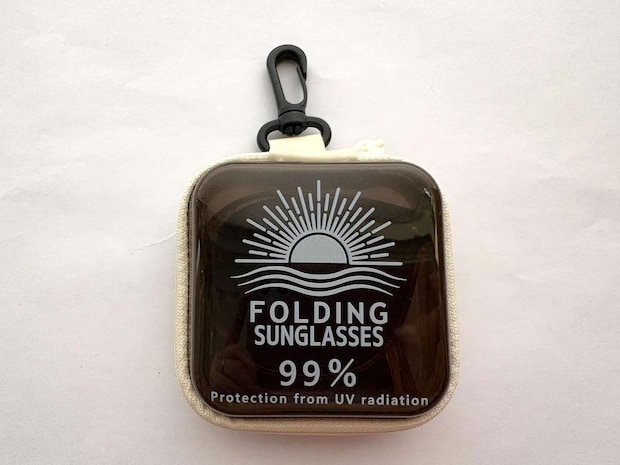 FOLDING
SUNGLASSES
99%
Protection from UV radiation